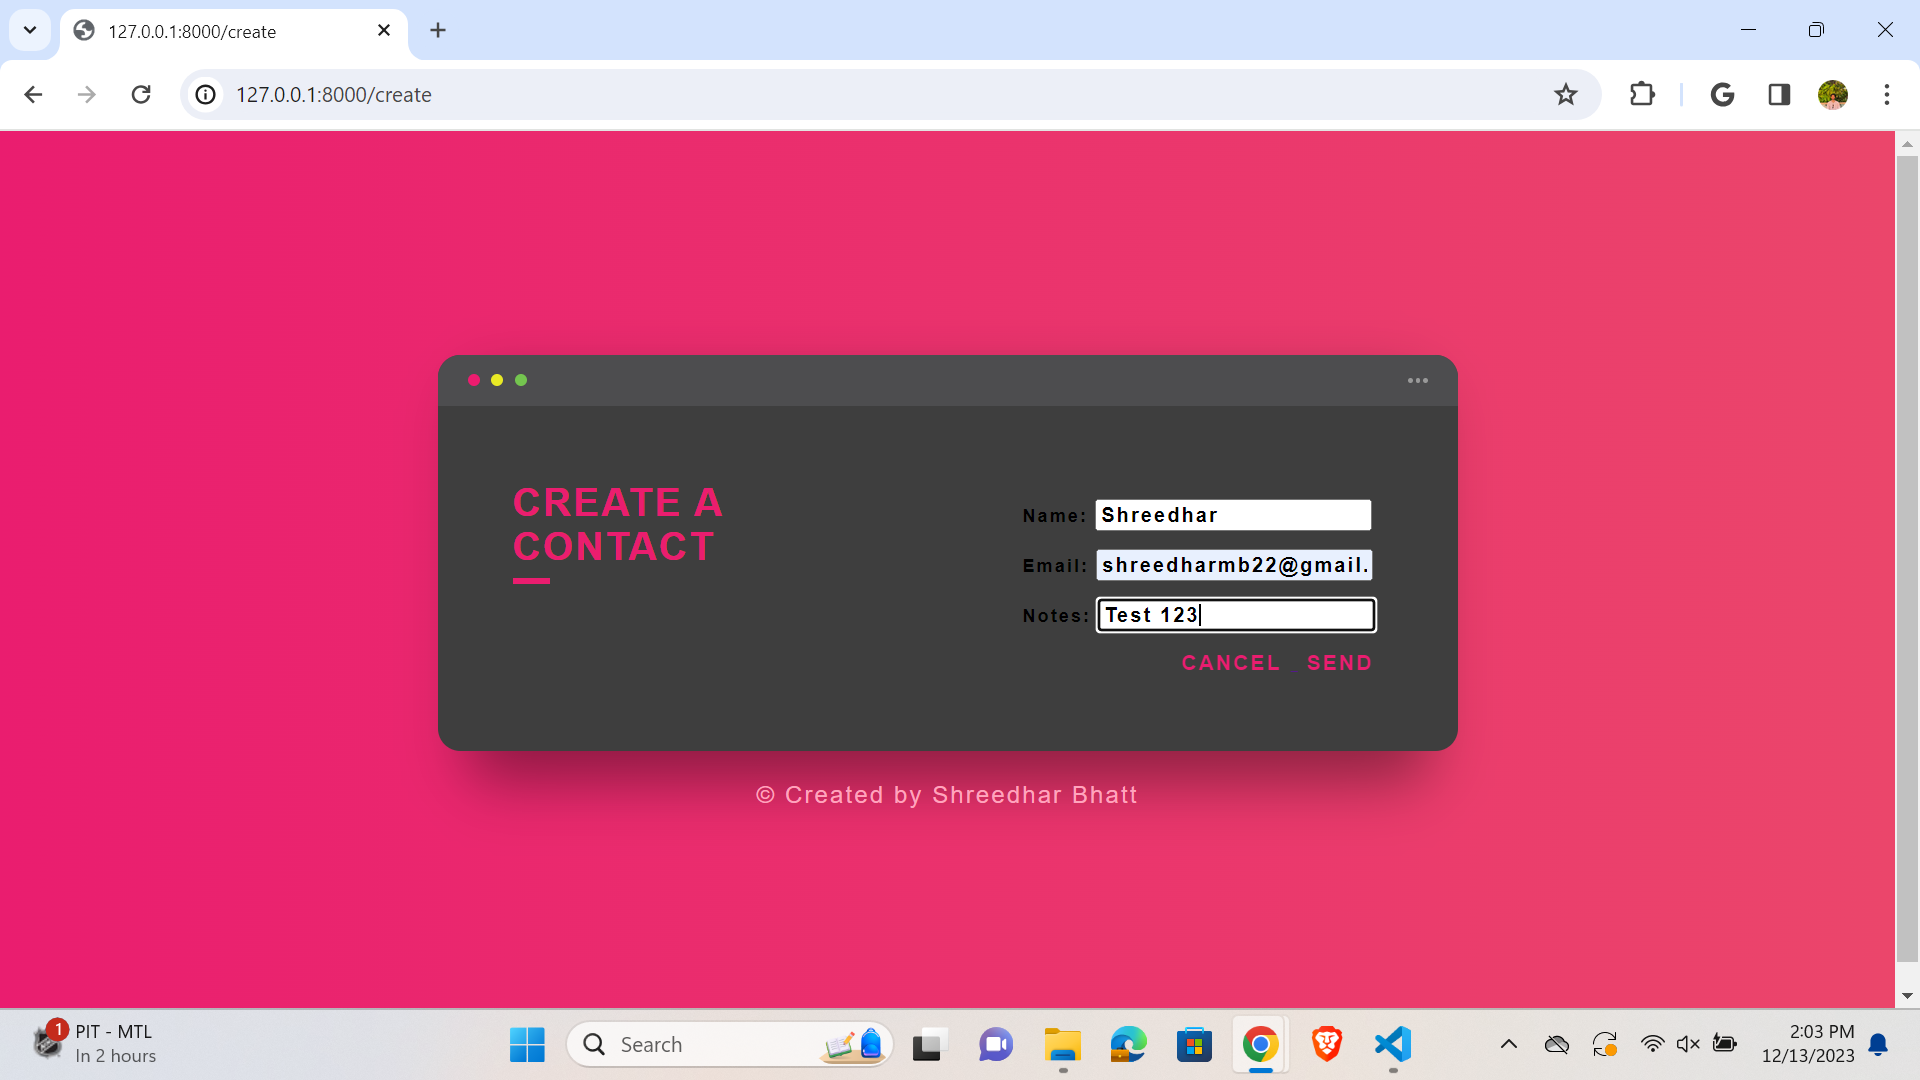 127.0.0.1:8000/create
127.0.0.1:8000/create
CREATE A
CONTACT
Name: Shreedhar
Email: shreedharmb22@gmail.
Notes: Test 123
CANCEL SEND
© Created by Shreedhar Bhatt
1
PIT - MTL
In 2 hours
Search
2:03 PM
12/13/2023